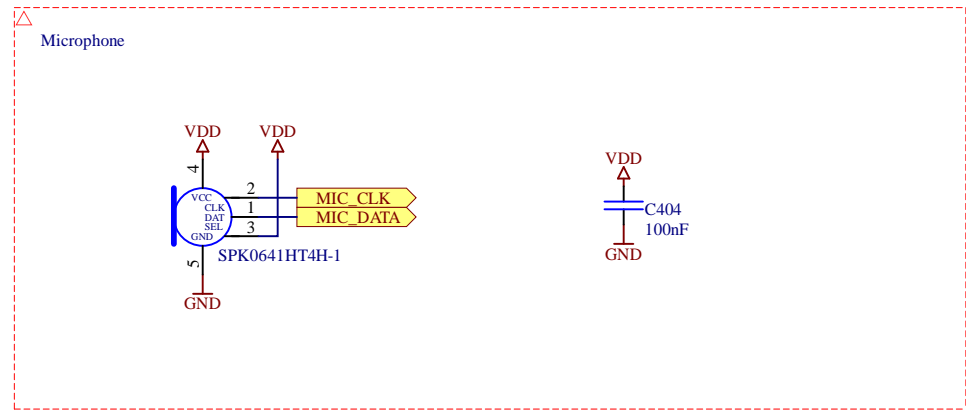 Microphone
VDD
VDD
4
VCC
2
MIC_CLK
CLK
DAT
1
MIC_DATA
SEL
3
GND
SPK0641HT4H-1
5
GND
VDD
C404
100nF
GND